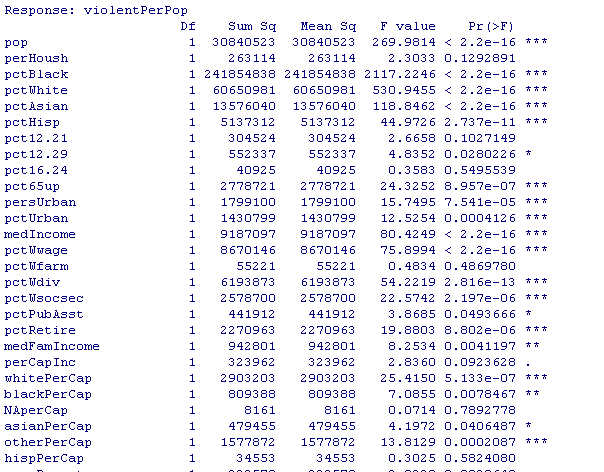 Response: violentPerPop
Df Sum Sq Mean Sq F value Pr(>F)
pop 1 30840523 30840523 269.9814 < 2.2e-16 ***
perHoush 1 263114 263114 2.3033 0.1292891
pctBlack 1 241854838 241854838 2117.2246 < 2.2e-16 ***
pctWhite 1 60650981 60650981 530.9455 < 2.2e-16 ***
pctAsian 1 13576040 13576040 118.8462 < 2.2e-16 ***
pctHisp 1 5137312 5137312 44.9726 2.737e-11 ***
pct12.21 1 304524 304524 2.6658 0.1027149
pct12.29 1 552337 552337 4.8352 0.0280226 *
pct16.24 1 40925 40925 0.3583 0.5495539
pct65up 1 2778721 2778721 24.3252 8.957e-07 ***
persUrban 1 1799100 1799100 15.7495 7.541e-05 ***
pctUrban 1 1430799 1430799 12.5254 0.0004126 ***
medIncome 1 9187097 9187097 80.4249 < 2.2e-16 ***
pctWwage 1 8670146 8670146 75.8994 < 2.2e-16 ***
pctWfarm 1 55221 55221 0.4834 0.4869780
pctWdiv 1 6193873 6193873 54.2219 2.816e-13 ***
pctWsocsec 1 2578700 2578700 22.5742 2.197e-06 ***
pctPubAsst 1 441912 441912 3.8685 0.0493666 *
pctRetire 1 2270963 2270963 19.8803 8.802e-06 ***
medFamIncome 1 942801 942801 8.2534 0.0041197 **
perCapInc 1 323962 323962 2.8360 0.0923628 .
whitePerCap 1 2903203 2903203 25.4150 5.133e-07 ***
blackPerCap 1 809388 809388 7.0855 0.0078467 **
NAperCap 1 8161 8161 0.0714 0.7892778
asianPerCap 1 479455 479455 4.1972 0.0406487 *
otherPerCap 1 1577872 1577872 13.8129 0.0002087 ***
hispPerCap 1 34553 34553 0.3025 0.5824080